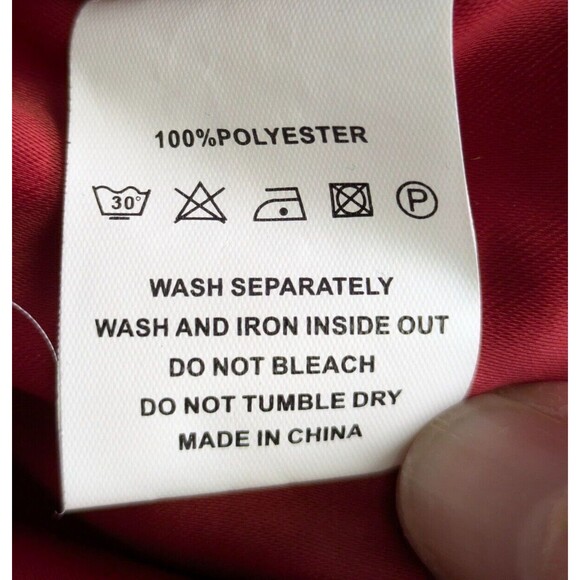 100%POLYESTER
30° P
WASH SEPARATELY
WASH AND IRON INSIDE OUT
DO NOT BLEACH
DO NOT TUMBLE DRY
MADE IN CHINA